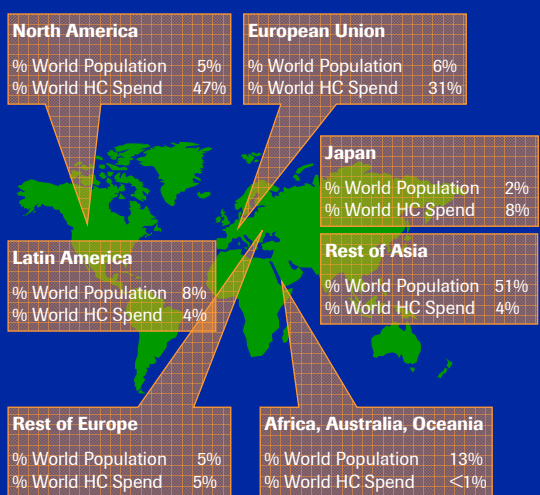 North America
% World Population 5%
% World HC Spend 47%
European Union
% World Population 6%
% World HC Spend 31%
Japan
% World Population 2%
% World HC Spend 8%
Latin America
% World Population 8%
% World HC Spend 4%
Rest of Asia
% World Population 51%
% World HC Spend 4%
Rest of Europe
% World Population 5%
% World HC Spend 5%
Africa, Australia, Oceania
% World Population 13%
% World HC Spend <1%